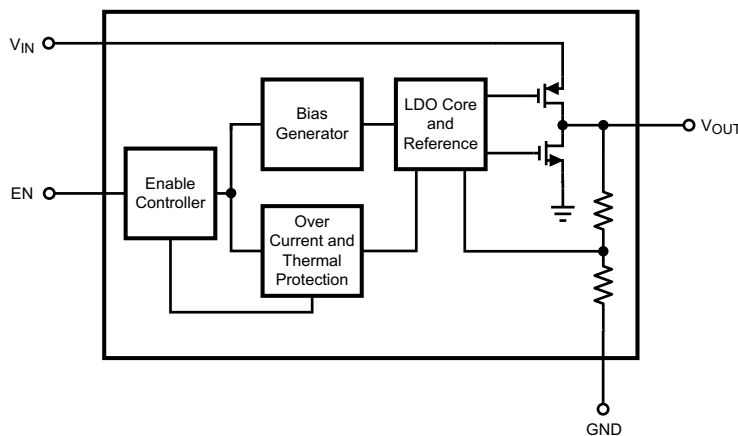 VIN
Bias
Generator
LDO Core
and
Reference
VOUT
EN
Enable
Controller
Over
Current and
Thermal
Protection
GND